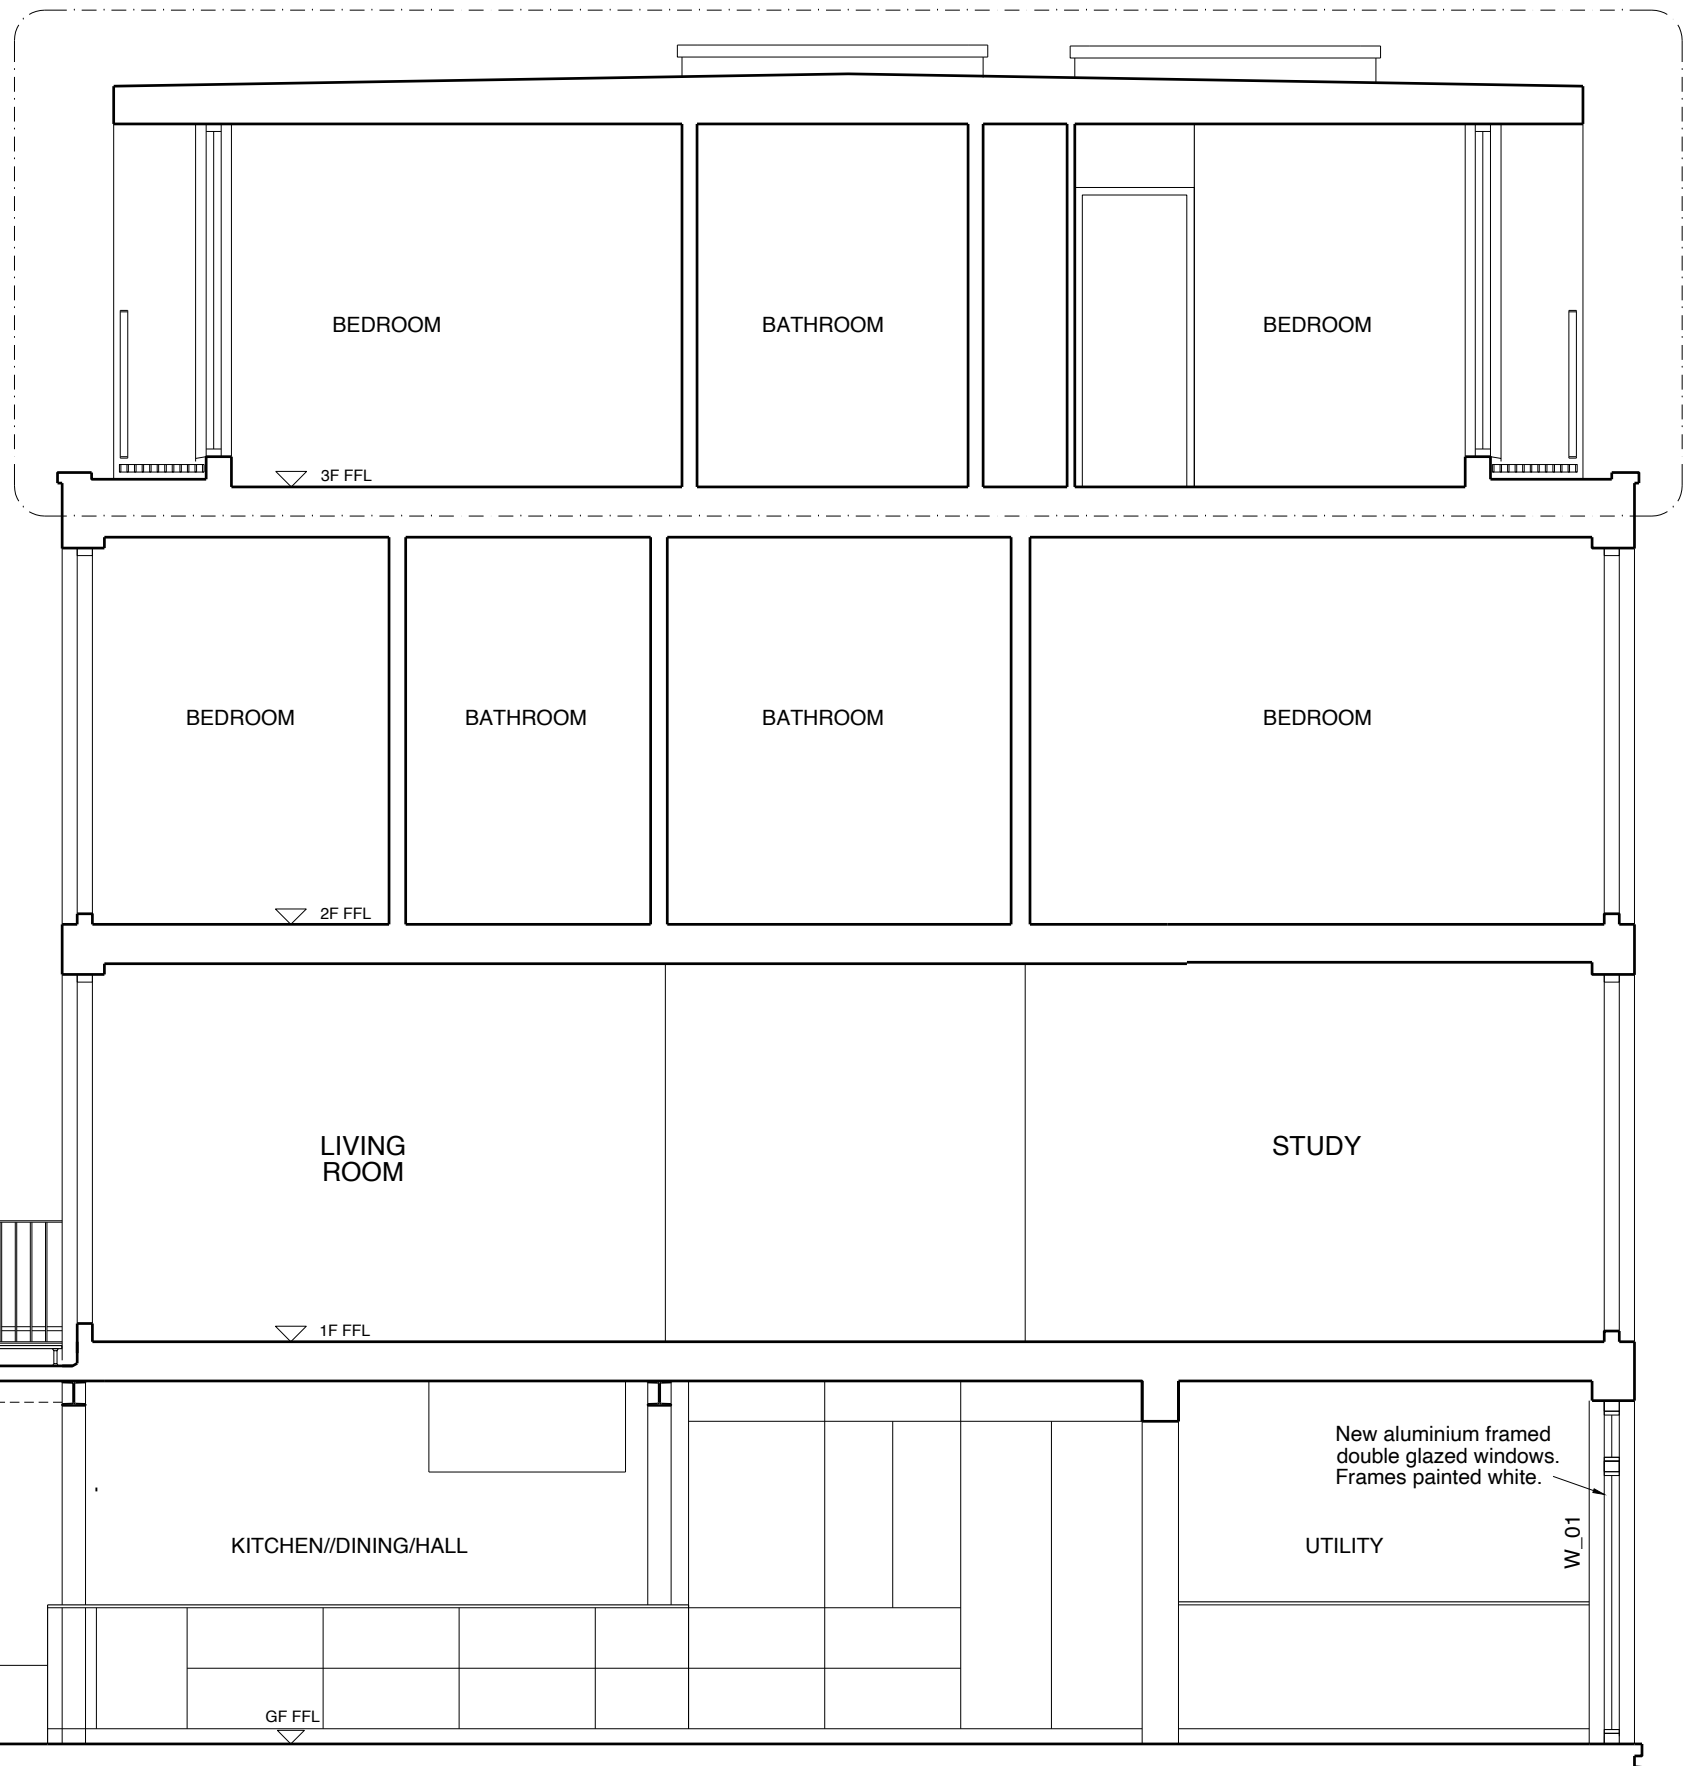 BEDROOM
BATHROOM
BEDROOM
3F FFL
BEDROOM
BATHROOM
BATHROOM
BEDROOM
2F FFL
LIVING
ROOM
STUDY
1F FFL
New aluminium framed
double glazed windows.
Frames painted white.
KITCHEN//DINING/HALL
UTILITY
W_01
GF FFL